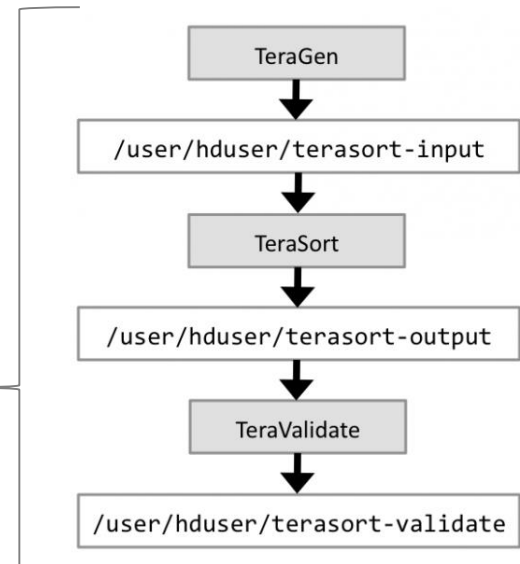 TeraGen
/user/hduser/terasort-input
TeraSort
/user/hduser/terasort-output
TeraValidate
/user/hduser/terasort-validate